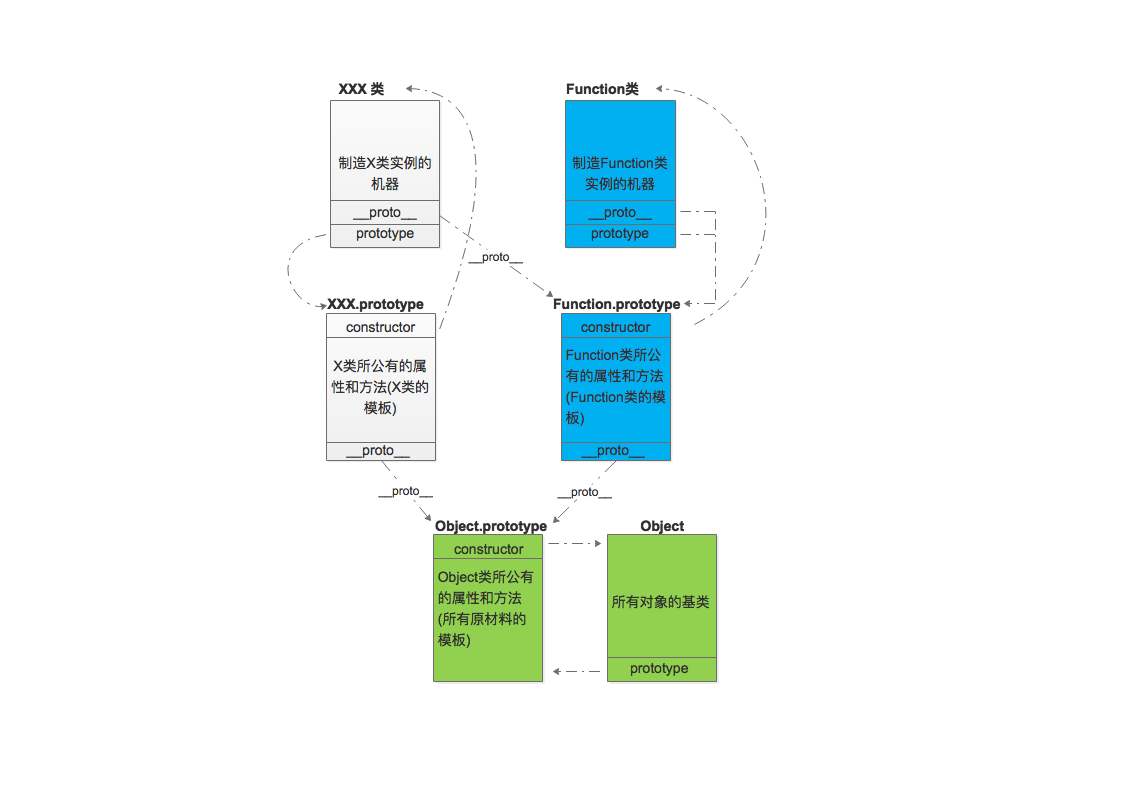 XXX 类
制造X类实例的
机器
__proto__
prototype
Function类
制造Function类
实例的机器
__proto__
prototype
__proto__
XXX.prototype
constructor
X类所公有的属
性和方法(X类的
模板)
__proto__
Function.prototype
constructor
Function类所公
有的属性和方法
(Function类的模
板)
__proto__
__proto__
__proto__
Object.prototype
constructor
Object类所公有
的属性和方法
(所有原材料的
模板)
Object
所有对象的基类
prototype